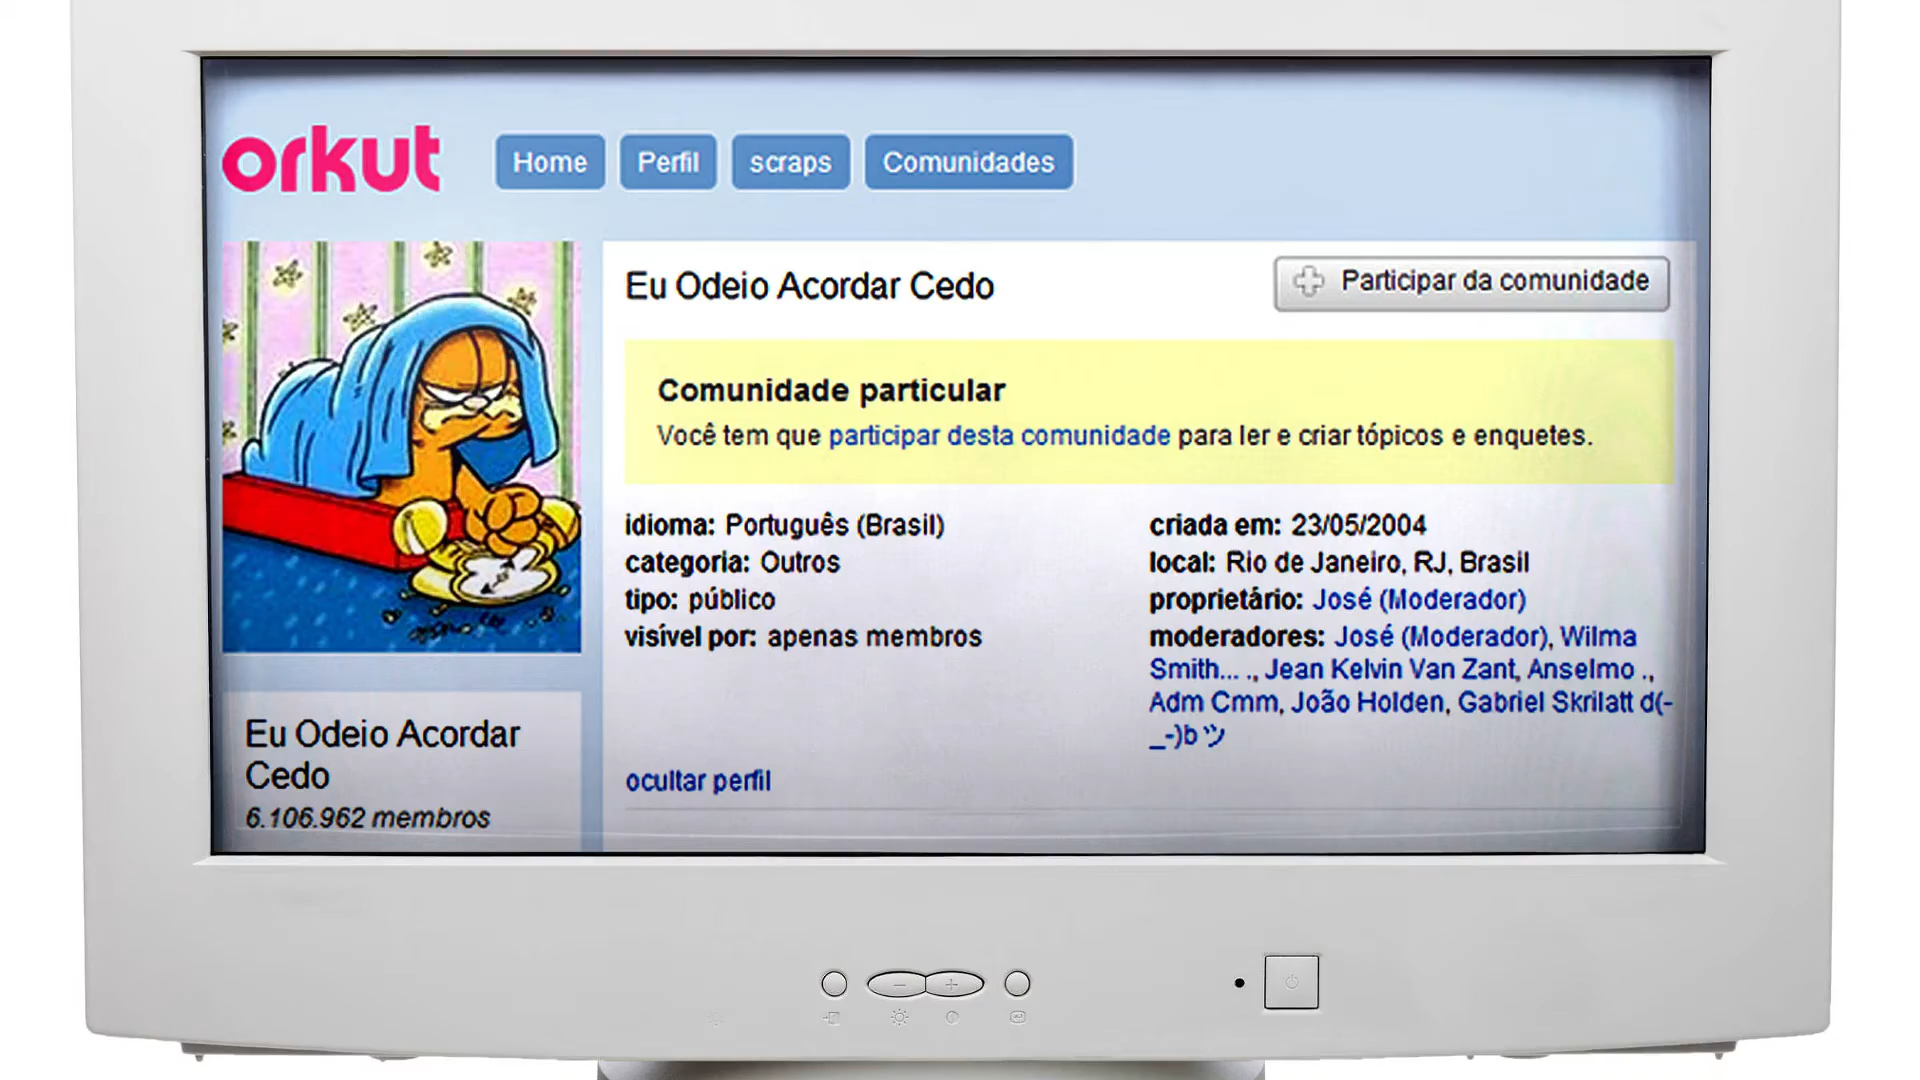 orkut
Home Perfil scraps Comunidades
Eu Odeio Acordar Cedo
Participar da comunidade
Comunidade particular
Você tem que participar desta comunidade para ler e criar tópicos e enquetes.
idioma: Português (Brasil)
categoria: Outros
tipo: público
visível por: apenas membros
criada em: 23/05/2004
local: Rio de Janeiro, RJ, Brasil
proprietário: José (Moderador)
moderadores: José (Moderador), Wilma
Smith... ., Jean Kelvin Van Zant, Anselmo .,
Adm Cmm, João Holden, Gabriel Skrilatt d(-
_-)b ツ
ocultar perfil
Eu Odeio Acordar
Cedo
6.106.962 membros